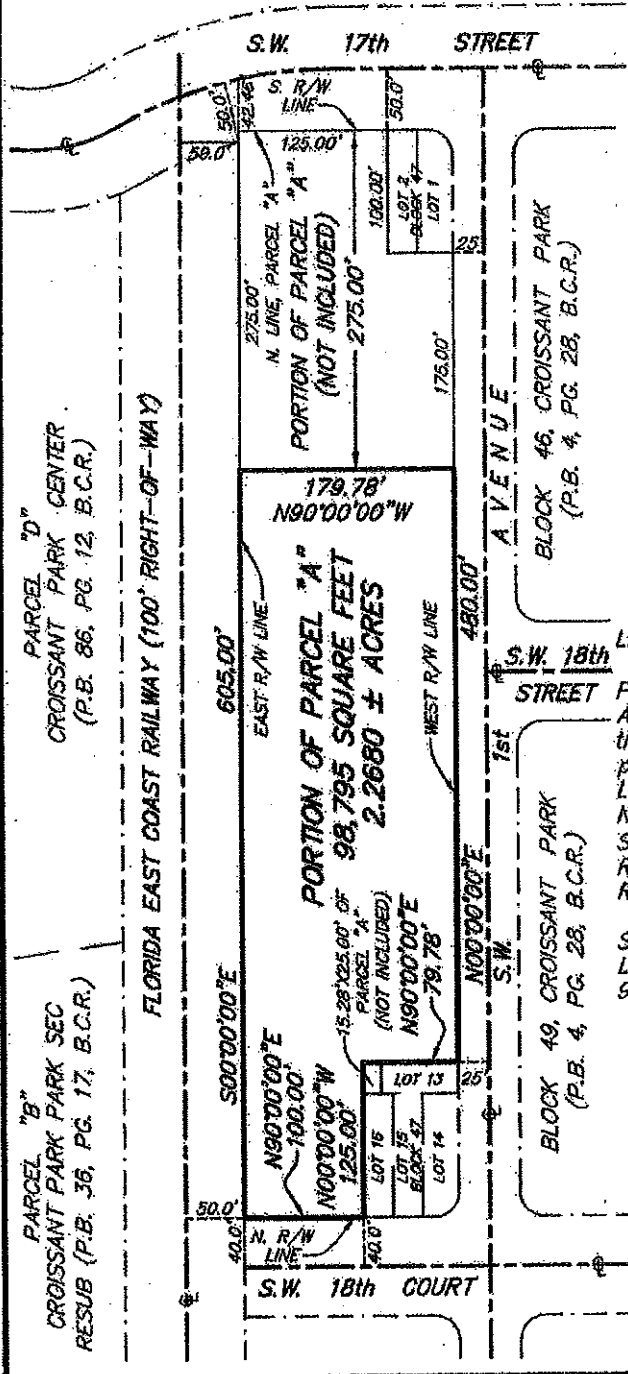 S.W. 17th STREET
S. R/W
LINE
50.0'
42.46
50.0'
50.0'
125.00'
N. LINE, PARCEL "A"
PORTION OF PARCEL "A"
(NOT INCLUDED)
275.00'
275.00'
100.00'
LOT 2
BLOCK 47
LOT 1
25
175.00'
BLOCK 46, CROISSANT PARK
(P.B. 4, PG. 28, B.C.R.)
PARCEL "D"
CROISSANT PARK CENTER
(P.B. 86, PG. 12, B.C.R.)
FLORIDA EAST COAST RAILWAY (100' RIGHT-OF-WAY)
179.78'
N90°00'00"W
605.00'
EAST R/W LINE
PORTION OF PARCEL "A"
98,795 SQUARE FEET
2.2680 ± ACRES
WEST R/W LINE
480.00'
S.W. 1st AVENUE
S.W. 18th
STREET
N00°00'00"E
S00°00'00"E
15.28'X25.00' OF
PARCEL "A"
(NOT INCLUDED)
N90°00'00"E
79.78'
BLOCK 49, CROISSANT PARK
(P.B. 4, PG. 28, B.C.R.)
PARCEL "B"
CROISSANT PARK PARK SEC
RESUB (P.B. 36, PG. 17, B.C.R.)
N90°00'00"E
100.00'
N00°00'00"W
125.00'
LOT 13
25'
LOT 16
LOT 15
BLOCK 47
LOT 14
50.0'
40.0'
N. R/W
LINE
40.0'
S.W. 18th COURT